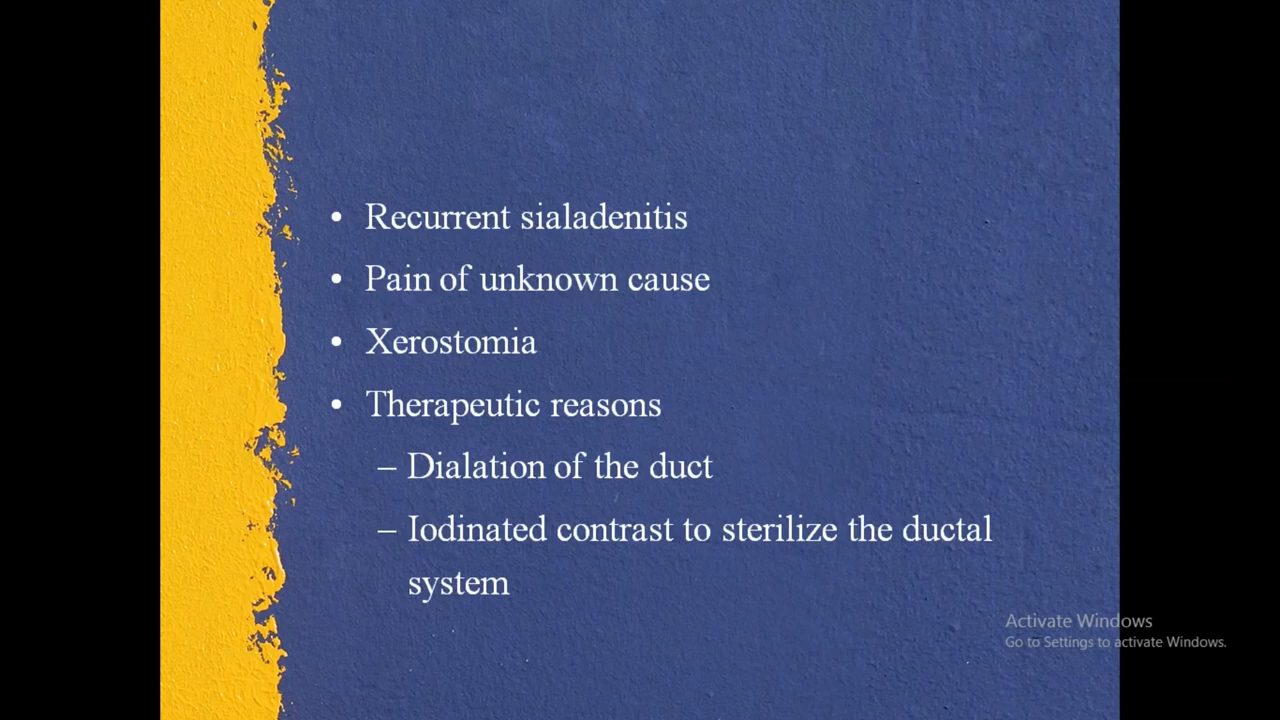 • Recurrent sialadenitis
• Pain of unknown cause
• Xerostomia
• Therapeutic reasons
– Dialation of the duct
– Iodinated contrast to sterilize the ductal
system
Activate Windows
Go to Settings to activate Windows.